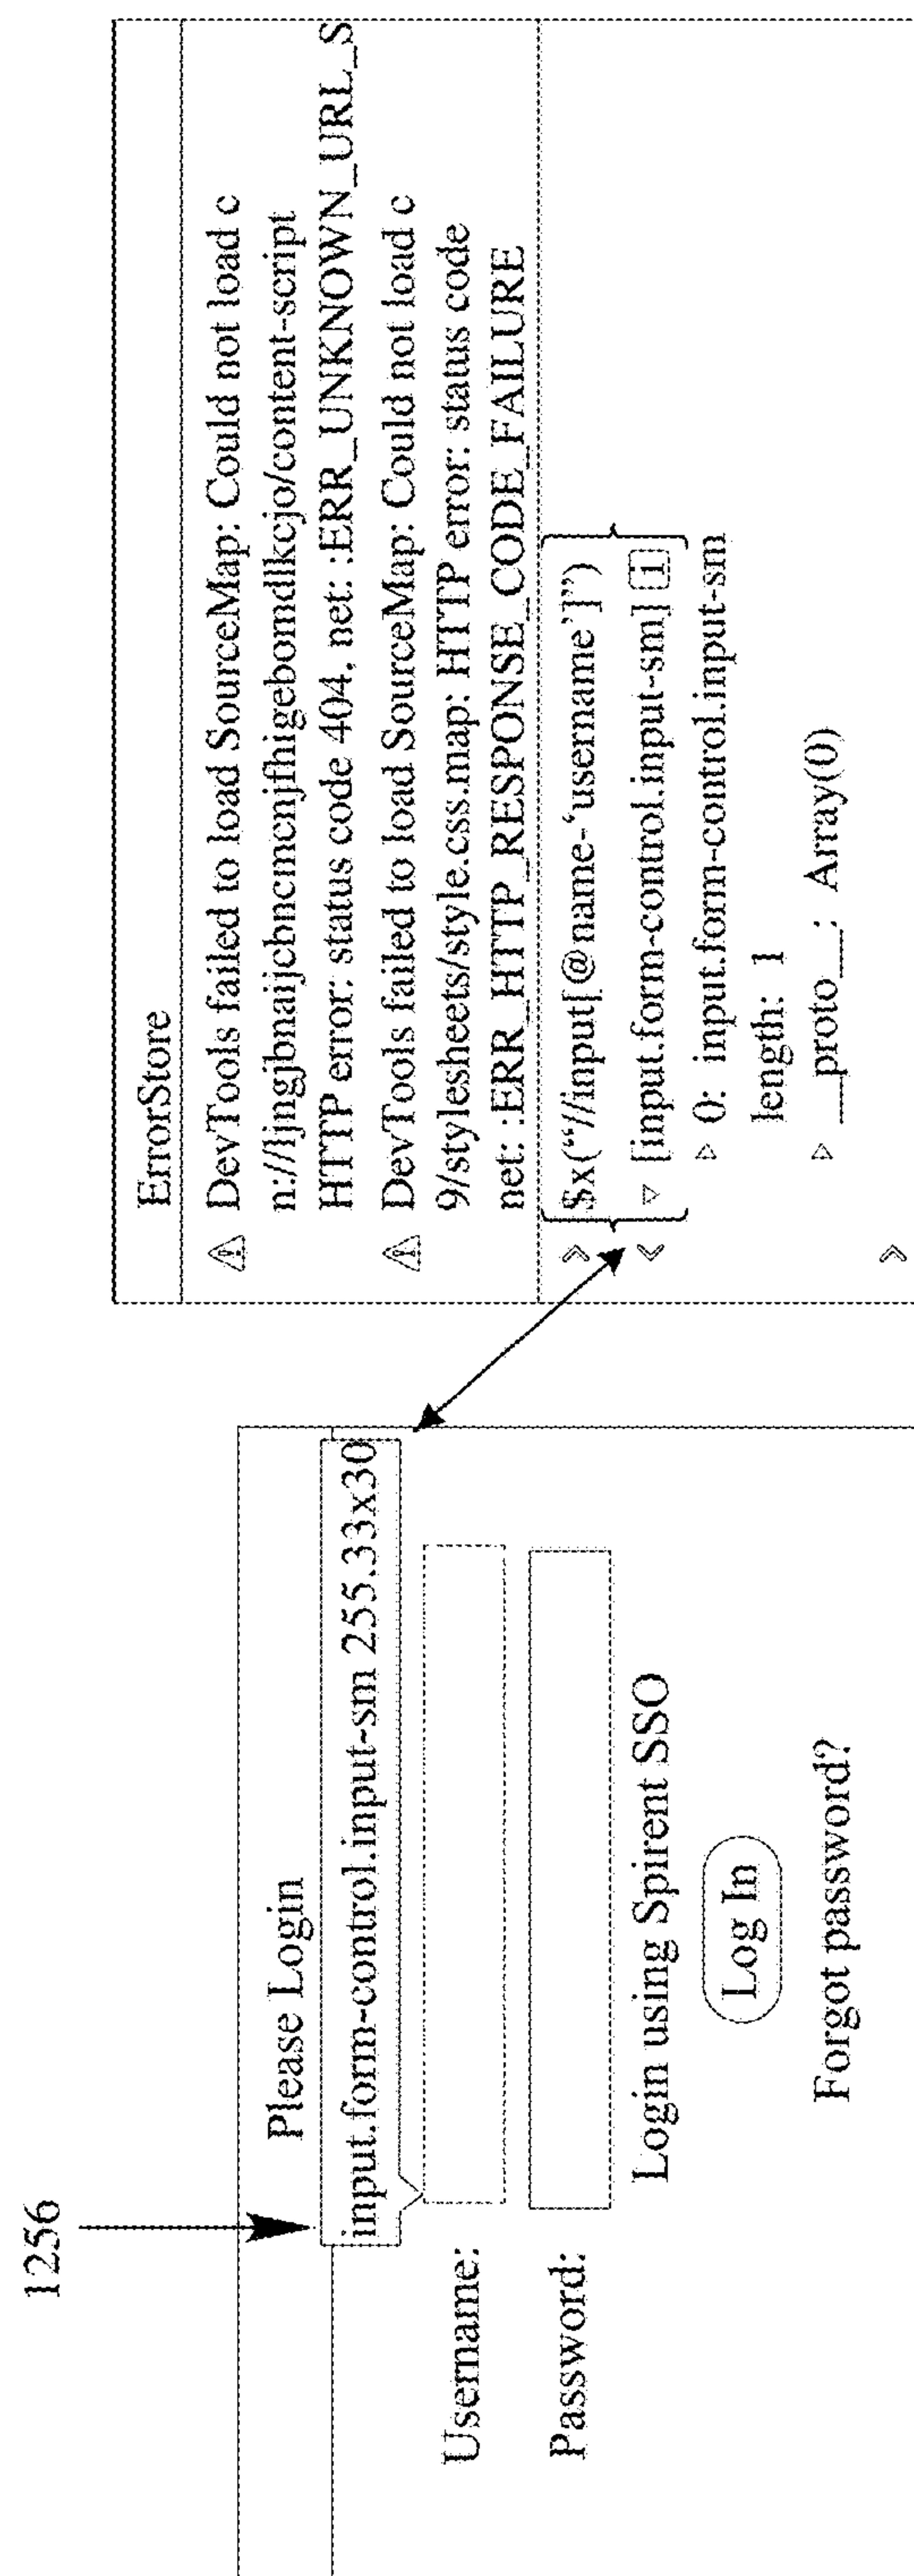 1256
Please Login
input.form-control.input-sm 255.33x30
Username:
Password:
Login using Spirent SSO
Log In
Forgot password?
ErrorStore
⚠ DevTools failed to load SourceMap: Could not load c
n://ljngjbnaijcbncmcnjfhigebomdlkcjo/content-script
HTTP error: status code 404, net: :ERR_UNKNOWN_URL_S
⚠ DevTools failed to load SourceMap: Could not load c
9/stylesheets/style.css.map: HTTP error: status code
net: :ERR_HTTP_RESPONSE_CODE_FAILURE
> $x(“//input[@name-‘username’]”)
< ▿ [input.form-control.input-sm] i
▹ 0: input.form-control.input-sm
length: 1
▹ __proto__; Array(0)
>